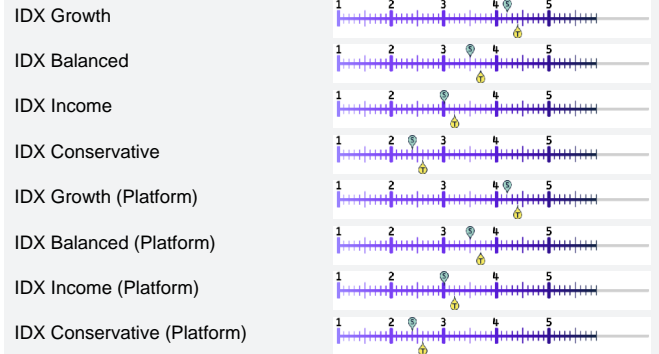 IDX Growth
1 2 3 4 5 S T
IDX Balanced
1 2 3 4 5 S T
IDX Income
1 2 3 4 5 S T
IDX Conservative
1 2 3 4 5 S T
IDX Growth (Platform)
1 2 3 4 5 S T
IDX Balanced (Platform)
1 2 3 4 5 S T
IDX Income (Platform)
1 2 3 4 5 S T
IDX Conservative (Platform)
1 2 3 4 5 S T